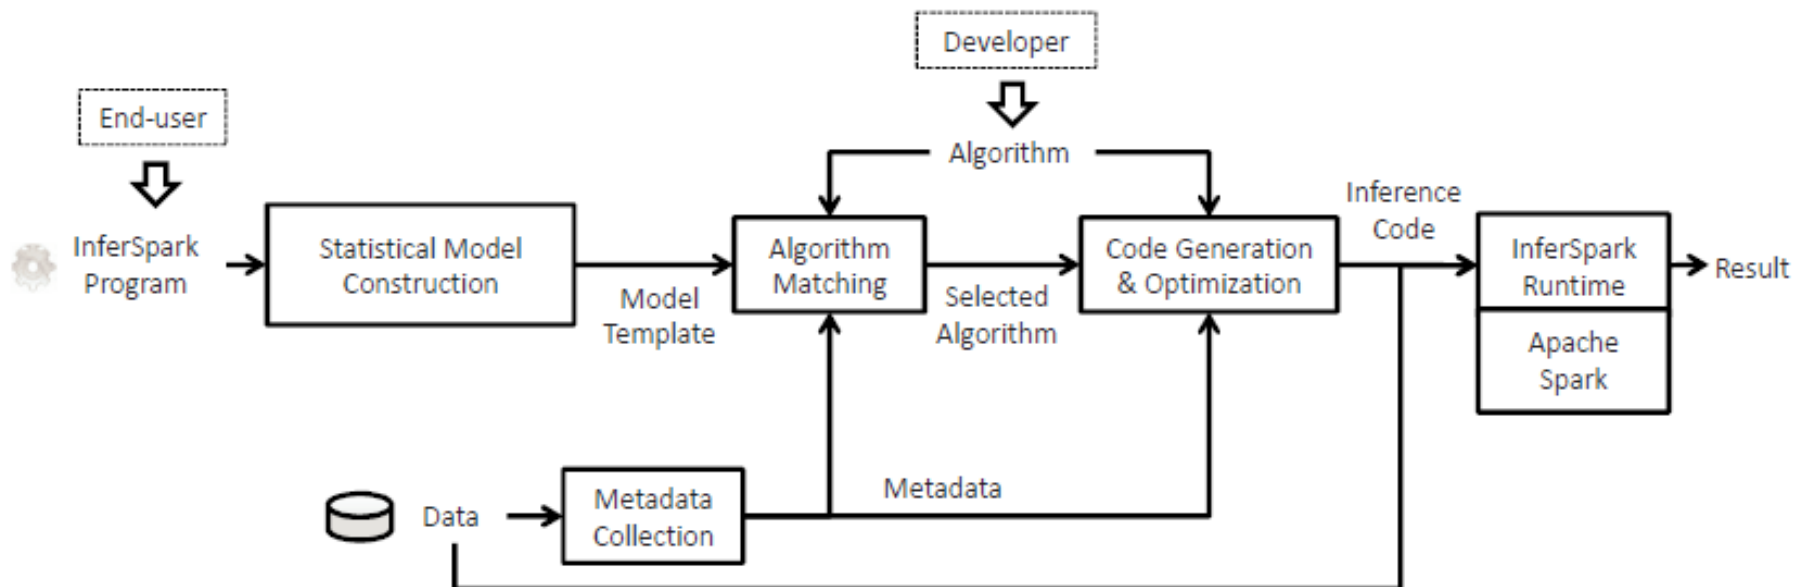 Developer
End-user
Algorithm
Inference
Code
InferSpark
Program
Statistical Model
Construction
Algorithm
Matching
Code Generation
& Optimization
InferSpark
Runtime
Result
Model
Template
Selected
Algorithm
Apache
Spark
Data
Metadata
Collection
Metadata